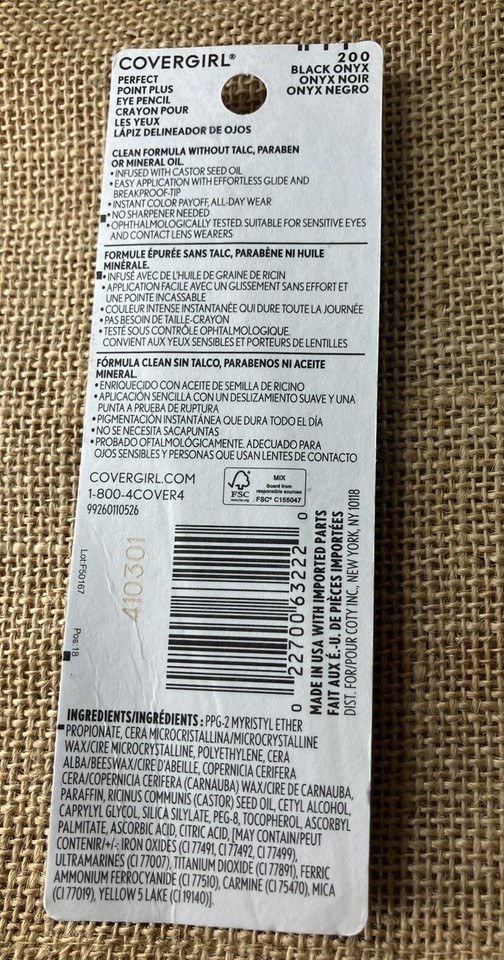 COVERGIRL®
PERFECT
POINT PLUS
EYE PENCIL
CRAYON POUR
LES YEUX
LÁPIZ DELINEADOR DE OJOS
200
BLACK ONYX
ONYX NOIR
ONYX NEGRO
CLEAN FORMULA WITHOUT TALC, PARABEN
OR MINERAL OIL.
• INFUSED WITH CASTOR SEED OIL
• EASY APPLICATION WITH EFFORTLESS GLIDE AND
BREAKPROOF-TIP
• INSTANT COLOR PAYOFF, ALL-DAY WEAR
• NO SHARPENER NEEDED
• OPHTHALMOLOGICALLY TESTED. SUITABLE FOR SENSITIVE EYES
AND CONTACT LENS WEARERS
FORMULE ÉPURÉE SANS TALC, PARABÈNE NI HUILE
MINÉRALE.
• INFUSÉ AVEC DE L'HUILE DE GRAINE DE RICIN
• APPLICATION FACILE AVEC UN GLISSEMENT SANS EFFORT ET
UNE POINTE INCASSABLE
• COULEUR INTENSE INSTANTANÉE QUI DURE TOUTE LA JOURNÉE
• PAS BESOIN DE TAILLE-CRAYON
• TESTÉ SOUS CONTRÔLE OPHTALMOLOGIQUE.
CONVIENT AUX YEUX SENSIBLES ET PORTEURS DE LENTILLES
FÓRMULA CLEAN SIN TALCO, PARABENOS NI ACEITE
MINERAL.
• ENRIQUECIDO CON ACEITE DE SEMILLA DE RICINO
• APLICACIÓN SENCILLA CON UN DESLIZAMIENTO SUAVE Y UNA
PUNTA A PRUEBA DE RUPTURA
• PIGMENTACIÓN INSTANTÁNEA QUE DURA TODO EL DÍA
• NO SE NECESITA SACAPUNTAS
• PROBADO OFTALMOLÓGICAMENTE. ADECUADO PARA
OJOS SENSIBLES Y PERSONAS QUE USAN LENTES DE CONTACTO
COVERGIRL.COM
1-800-4COVER4
99260110526
FSC
www.fsc.org
MIX
Board from
responsible sources
FSC® C155047
Lot:F50167
Pos:18
410.301
0 22700 63222 0
MADE IN USA WITH IMPORTED PARTS
FAIT AUX É.-U. DE PIÈCES IMPORTÉES
DIST. FOR/POUR COTY INC, NEW YORK, NY 10118
INGREDIENTS/INGRÉDIENTS : PPG-2 MYRISTYL ETHER
PROPIONATE, CERA MICROCRISTALLINA/MICROCRYSTALLINE
WAX/CIRE MICROCRYSTALLINE, POLYETHYLENE, CERA
ALBA/BEESWAX/CIRE D'ABEILLE, COPERNICIA CERIFERA
CERA/COPERNICIA CERIFERA (CARNAUBA) WAX/CIRE DE CARNAUBA,
PARAFFIN, RICINUS COMMUNIS (CASTOR) SEED OIL, CETYL ALCOHOL,
CAPRYLYL GLYCOL, SILICA SILYLATE, PEG-8, TOCOPHEROL, ASCORBYL
PALMITATE, ASCORBIC ACID, CITRIC ACID, [MAY CONTAIN/PEUT
CONTENIR/+/-: IRON OXIDES (CI 77491, CI 77492, CI 77499),
ULTRAMARINES (CI 77007), TITANIUM DIOXIDE (CI 77891), FERRIC
AMMONIUM FERROCYANIDE (CI 77510), CARMINE (CI 75470), MICA
(CI 77019), YELLOW 5 LAKE (CI 19140)].